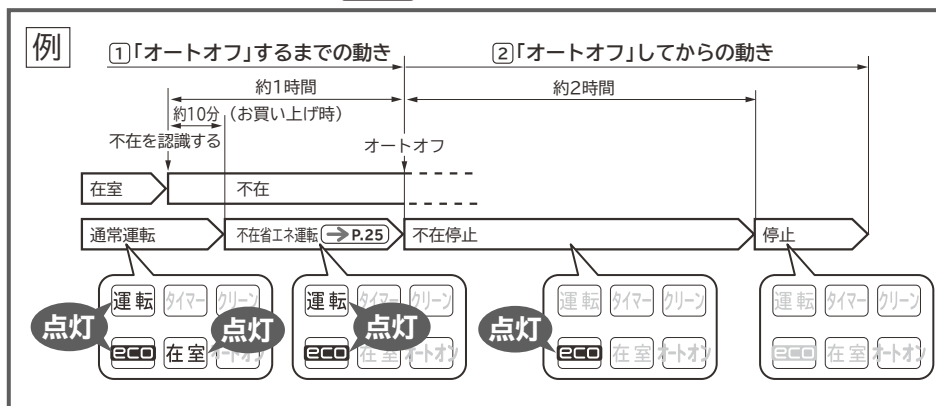 例
①「オートオフ」するまでの動き
②「オートオフ」してからの動き
約1時間
約2時間
約10分
(お買い上げ時)
不在を認識する
オートオフ
在室
不在
通常運転
不在省エネ運転 →P.25
不在停止
停止
運転 タイマー クリーン
eco 在室 オートオフ
点灯
点灯
運転 タイマー クリーン
eco 在室 オートオフ
点灯
運転 タイマー クリーン
eco 在室 オートオン
点灯
運転 タイマー クリーン
eco 在室 オートオン